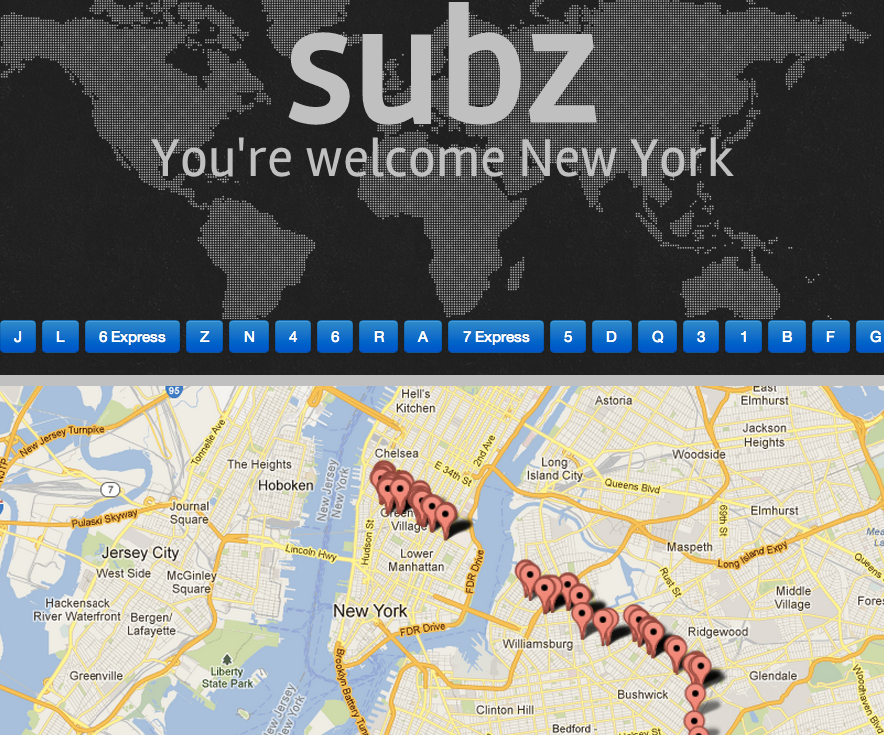 subz
You're welcome New York
J L 6 Express Z N 4 6 R A 7 Express 5 D Q 3 1 B F G
95
Hell's
Kitchen
Astoria
East
Elmhurst
New Jersey Turnpike
Tonnelle Ave
Chelsea
2nd Ave
Jackson
Heights
The Heights
E 34th St
Woodside
Long
Island City
Hoboken
New Jersey
New York
Queens Blvd
7
Journal
Square
Pulaski Skyway
Green
Village
69th St
Elmhurst
Hudson St
Lincoln Hwy
Jersey City
Lower
Manhattan
Maspeth
Long Island Expy
West Side
McGinley
Square
FDR Drive
Rust St
Middle
Village
Hackensack
River Waterfront
New York
Bergen/
Lafayette
FDR Drive
Williamsburg
Ridgewood
Greenville
Liberty
State Park
Brooklyn Battery Tu
Glendale
New Jersey
New York
Bushwick
Woodhaven Blvd
Clinton Hill
Bedford -